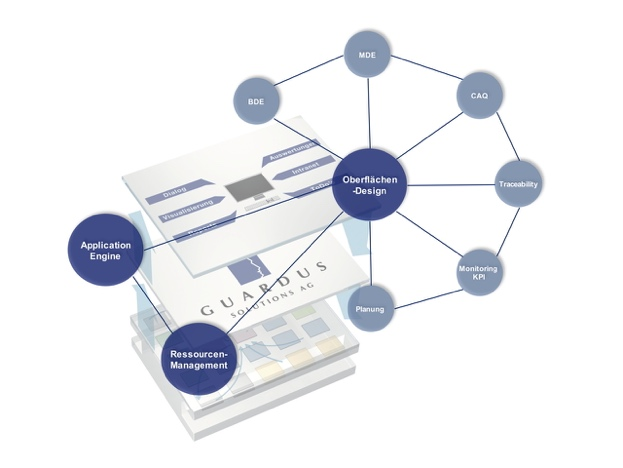 MDE
BDE
CAQ
Auswertungen
Dialog
Intranet
Visualisierung
Oberflächen
-Design
Traceability
Application
Engine
Monitoring
KPI
GUARDUS
SOLUTIONS AG
Planung
Ressourcen-
Management